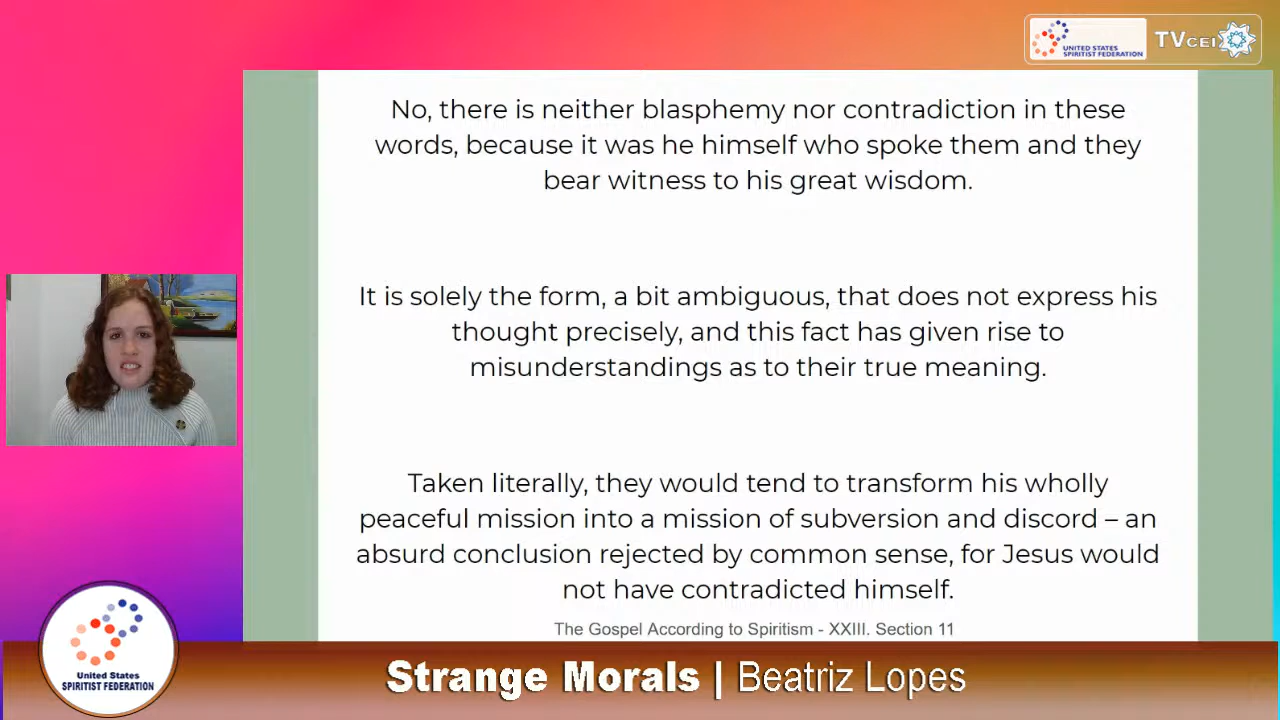 UNITED STATES
SPIRITIST FEDERATION
TVCEI
No, there is neither blasphemy nor contradiction in these
words, because it was he himself who spoke them and they
bear witness to his great wisdom.
It is solely the form, a bit ambiguous, that does not express his
thought precisely, and this fact has given rise to
misunderstandings as to their true meaning.
Taken literally, they would tend to transform his wholly
peaceful mission into a mission of subversion and discord – an
absurd conclusion rejected by common sense, for Jesus would
not have contradicted himself.
The Gospel According to Spiritism - XXIII. Section 11
United States
SPIRITIST FEDERATION
Strange Morals | Beatriz Lopes